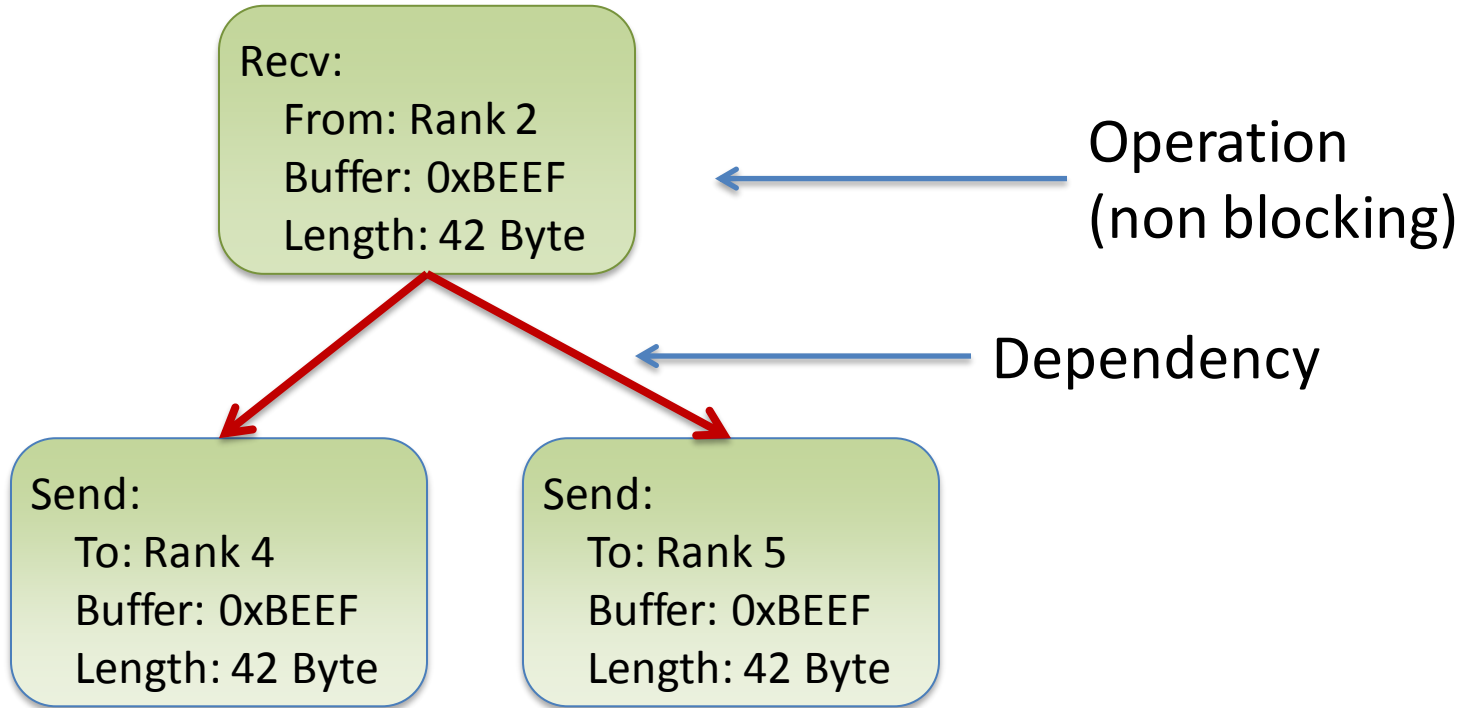 Recv:
From: Rank 2
Buffer: 0xBEEF
Length: 42 Byte
Operation
(non blocking)
Dependency
Send:
To: Rank 4
Buffer: 0xBEEF
Length: 42 Byte
Send:
To: Rank 5
Buffer: 0xBEEF
Length: 42 Byte